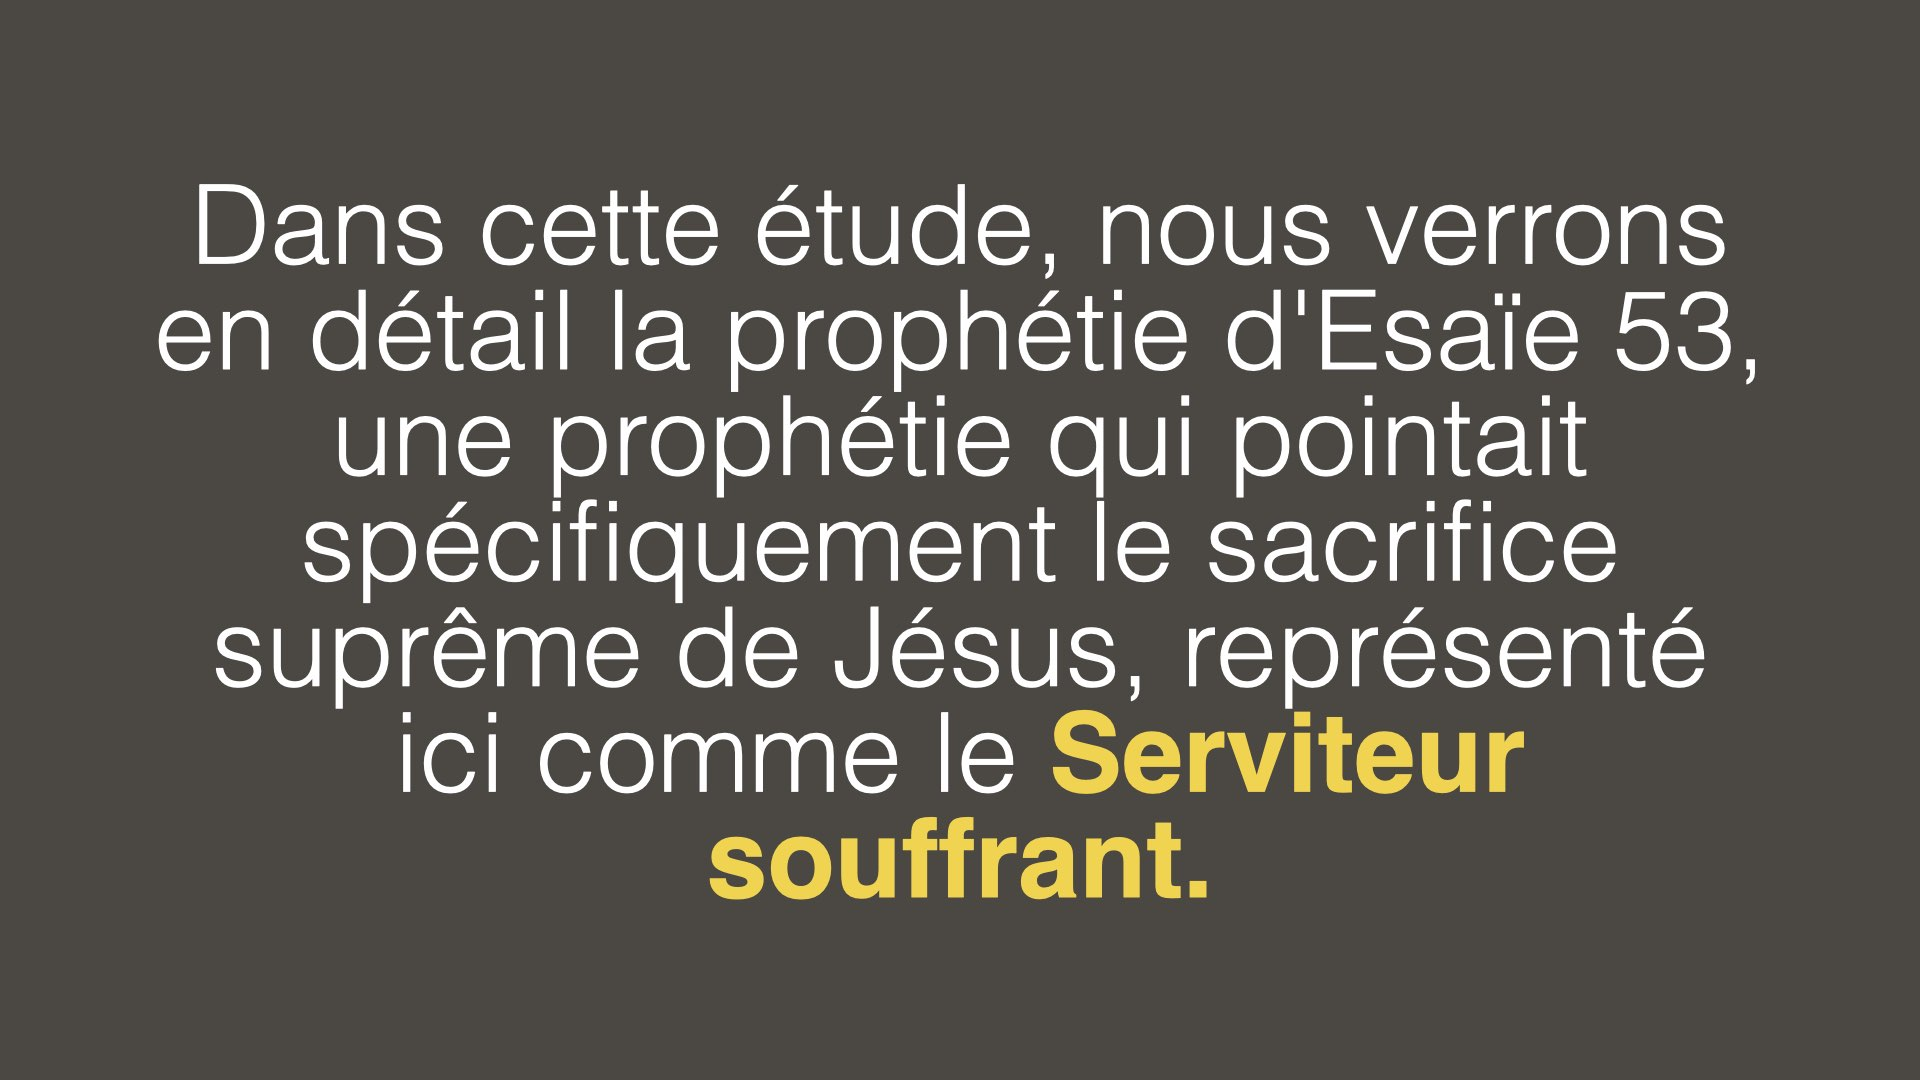 Dans cette étude, nous verrons
en détail la prophétie d'Esaïe 53,
une prophétie qui pointait
spécifiquement le sacrifice
suprême de Jésus, représenté
ici comme le Serviteur
souffrant.